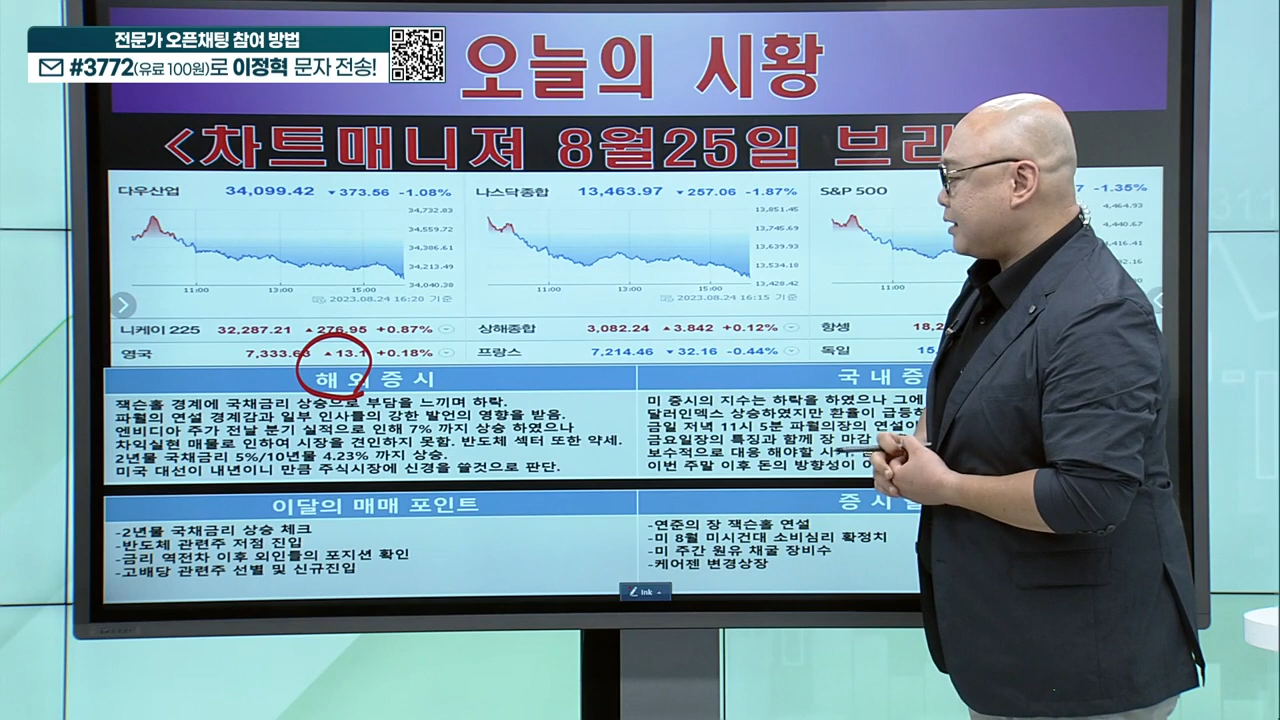 전문가 오픈채팅 참여 방법
#3772(유료 100원)로 이정혁 문자 전송!
오늘의 시황
<차트매니져 8월25일 브리
다우산업 34,099.42 ▼373.56 -1.08%
34,732.83
34,559.72
34,386.61
34,213.49
34,040.38
11:00 13:00 15:00
2023.08.24 16:20 기준
나스닥종합 13,463.97 ▼257.06 -1.87%
13,851.45
13,745.69
13,639.93
13,534.18
13,428.42
11:00 13:00 15:00
2023.08.24 16:15 기준
S&P 500 7 -1.35%
4,464.93
4,440.67
4,416.41
11:00
니케이 225 32,287.21 ▲276.95 +0.87%
상해종합 3,082.24 ▲3.842 +0.12%
항셍 18,2
영국 7,333.63 ▲13.1 +0.18%
프랑스 7,214.46 ▼32.16 -0.44%
독일 15,
해외증시
잭슨홀 경계에 국채금리 상승으로 부담을 느끼며 하락.
파월의 연설 경계감과 일부 인사들의 강한 발언의 영향을 받음.
엔비디아 주가 전날 분기 실적으로 인해 7% 까지 상승 하였으나
차익실현 매물로 인하여 시장을 견인하지 못함. 반도체 섹터 또한 약세.
2년물 국채금리 5%/10년물 4.23% 까지 상승.
미국 대선이 내년이니 만큼 주식시장에 신경을 쓸것으로 판단.
국내증
미 증시의 지수는 하락을 하였으나 그에
달러인덱스 상승하였지만 환율이 급등하
금일 저녁 11시 5분 파월의장의 연설이
금요일장의 특징과 함께 장 마감
보수적으로 대응 해야할
이번 주말 이후 돈의 방향성이
이달의 매매 포인트
-2년물 국채금리 상승 체크
-반도체 관련주 저점 진입
-금리 역전차 이후 외인들의 포지션 확인
-고배당 관련주 선별 및 신규진입
증시
-연준의 장 잭슨홀 연설
-미 8월 미시건대 소비심리 확정치
-미 주간 원유 채굴 장비수
-케어젠 변경상장
Ink